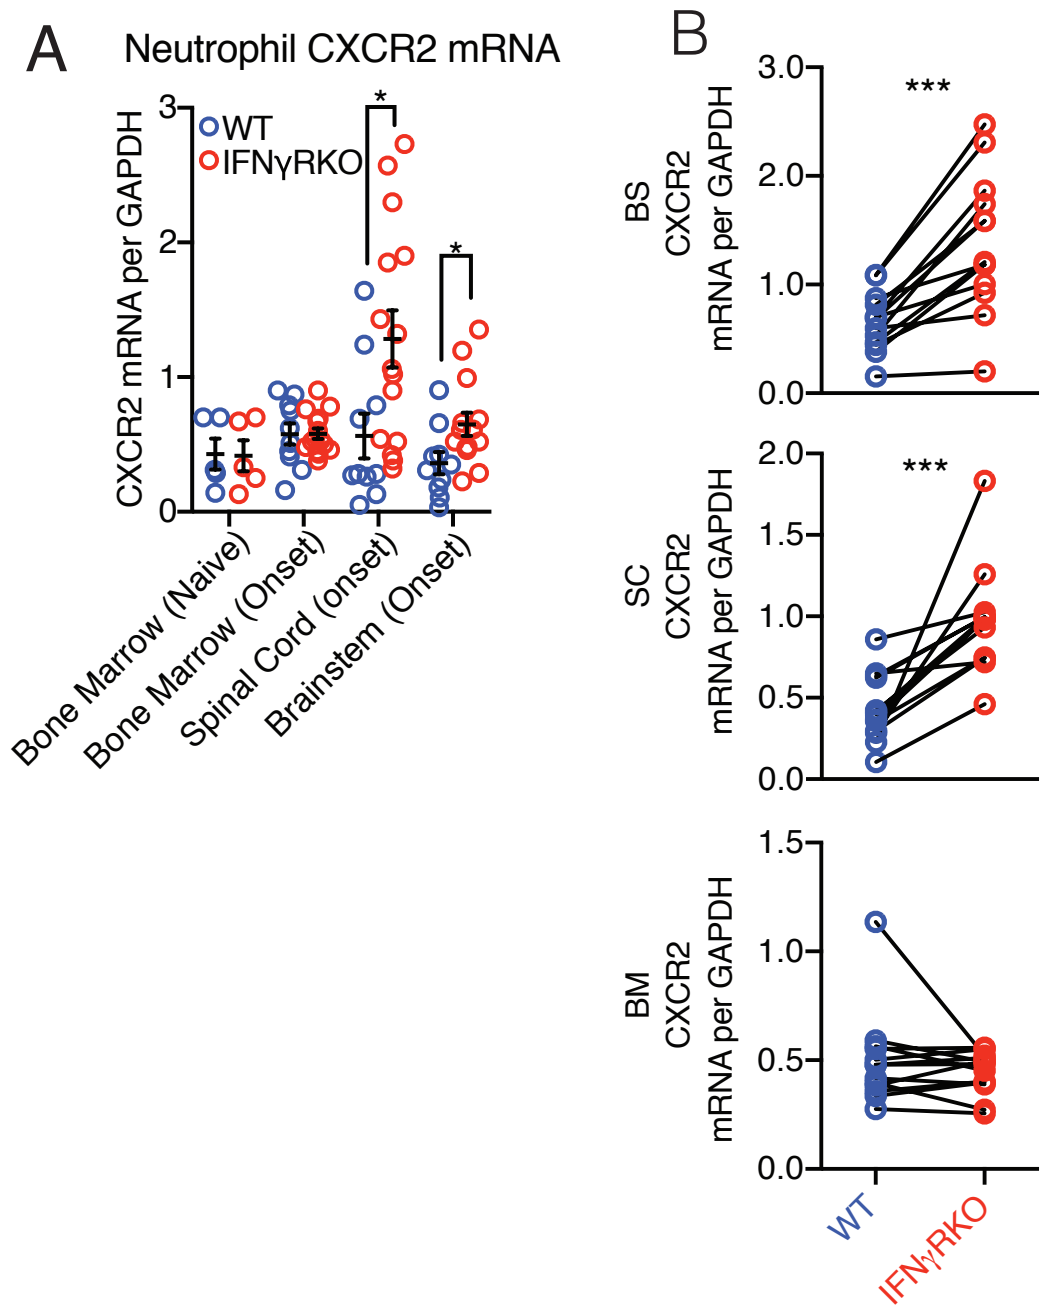 A
Neutrophil CXCR2 mRNA
CXCR2 mRNA per GAPDH
3
2
1
0
WT
IFNγRKO
*
*
Bone Marrow (Naive)
Bone Marrow (Onset)
Spinal Cord (onset)
Brainstem (Onset)
B
BS
CXCR2
mRNA per GAPDH
3.0
2.0
1.0
0.0
***
SC
CXCR2
mRNA per GAPDH
2.0
1.5
1.0
0.5
0.0
***
BM
CXCR2
mRNA per GAPDH
1.5
1.0
0.5
0.0
WT
IFNγRKO